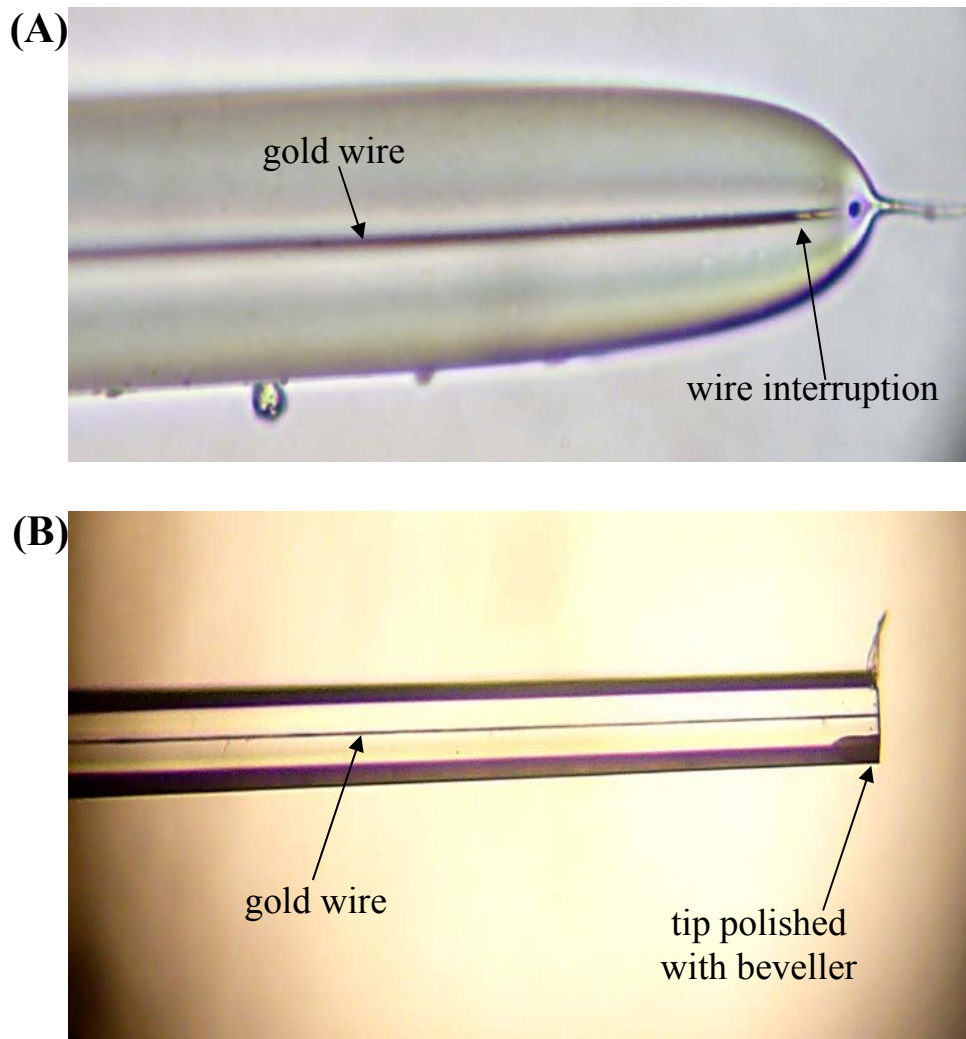 (A)
gold wire
wire interruption
(B)
gold wire
tip polished
with beveller